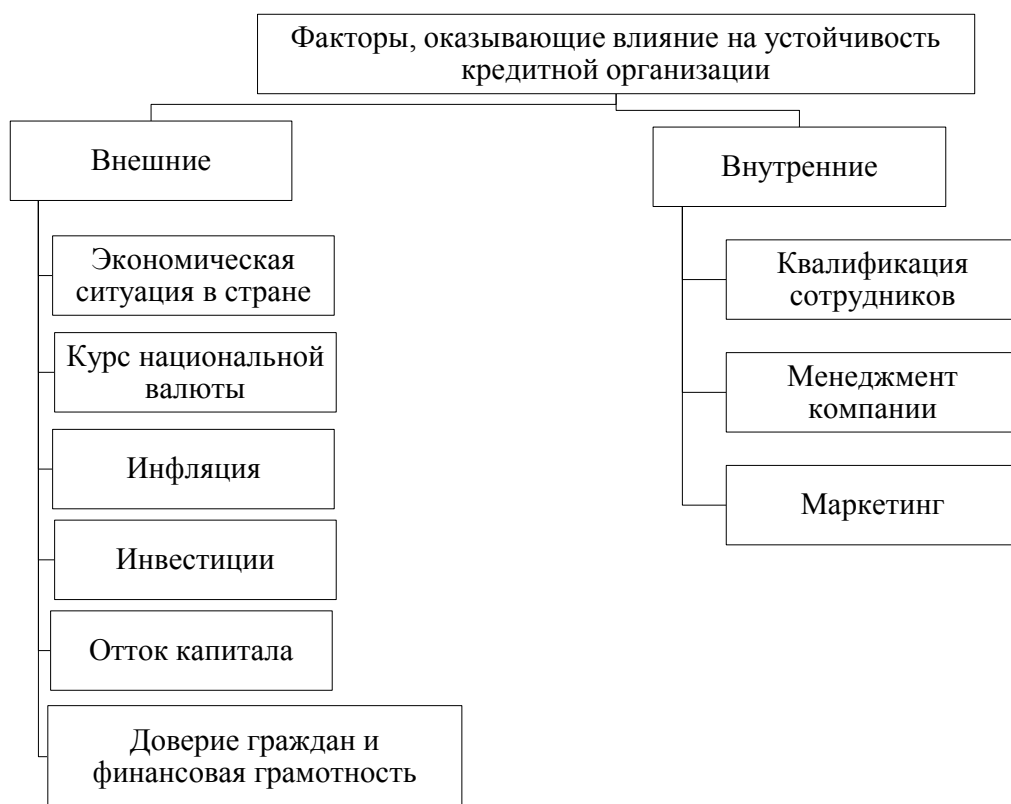 Факторы, оказывающие влияние на устойчивость
кредитной организации
Внешние
Экономическая
ситуация в стране
Курс национальной
валюты
Инфляция
Инвестиции
Отток капитала
Доверие граждан и
финансовая грамотность
Внутренние
Квалификация
сотрудников
Менеджмент
компании
Маркетинг